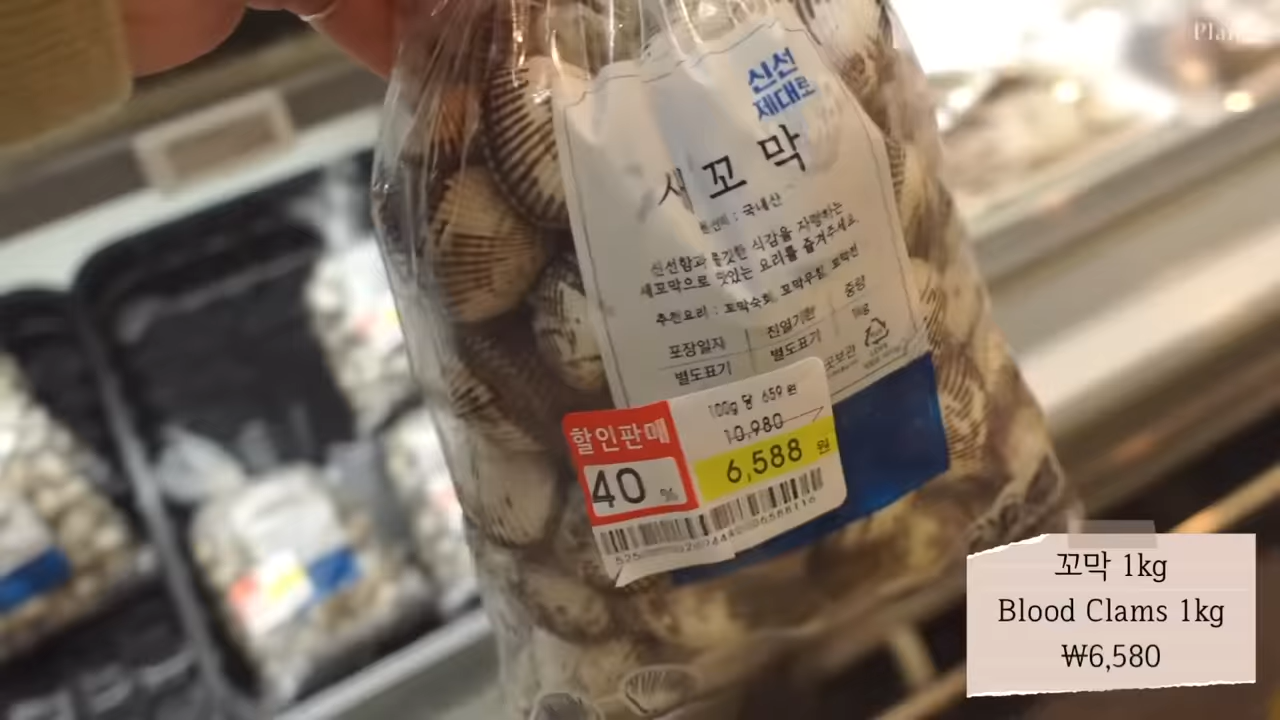 신선
제대로
새꼬막
원산지 : 국내산
신선함과 쫄깃한 식감을 자랑하는
새꼬막으로 맛있는 요리를 즐겨주세요.
추천요리 : 꼬막숙회, 꼬막무침, 꼬막전
포장일자 진열기한 중량
별도표기 별도표기 1kg
할인판매
40 %
100g 당 659 원
10,980
6,588 원
꼬막 1kg
Blood Clams 1kg
₩6,580